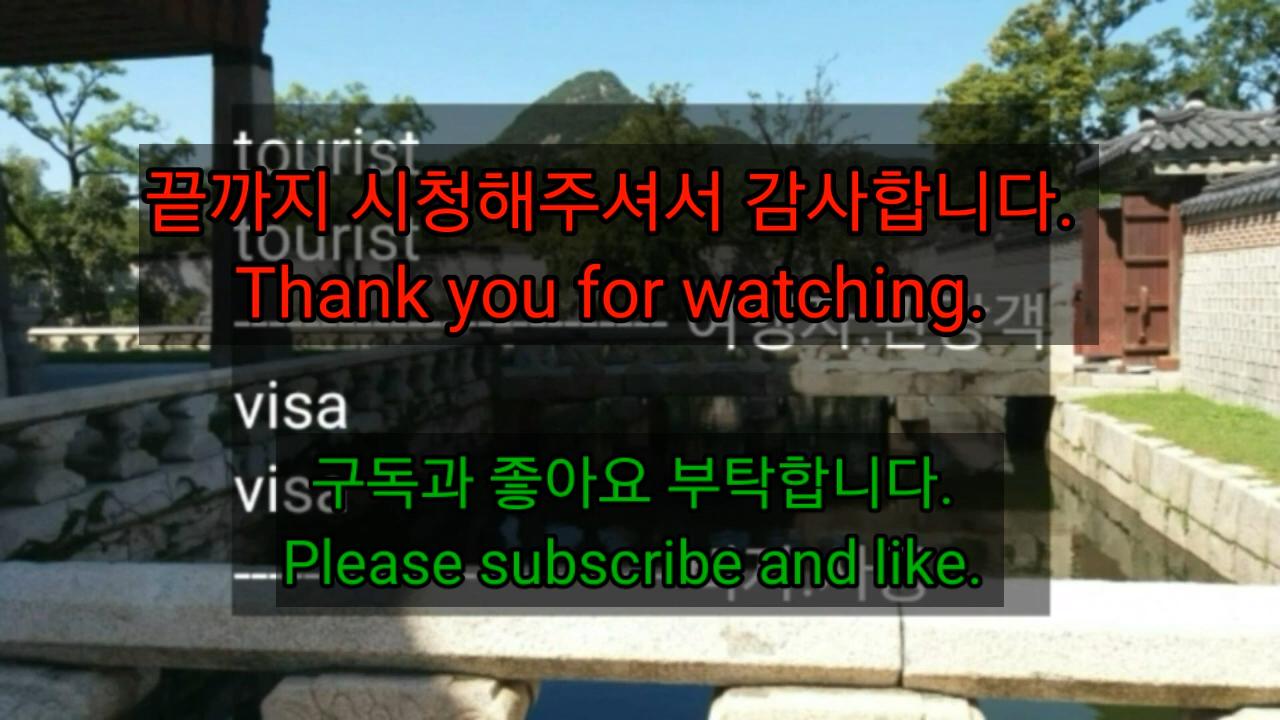 tourist
끝까지 시청해주셔서 감사합니다.
tourist
Thank you for watching.
visa
구독과 좋아요 부탁합니다.
visa
Please subscribe and like.